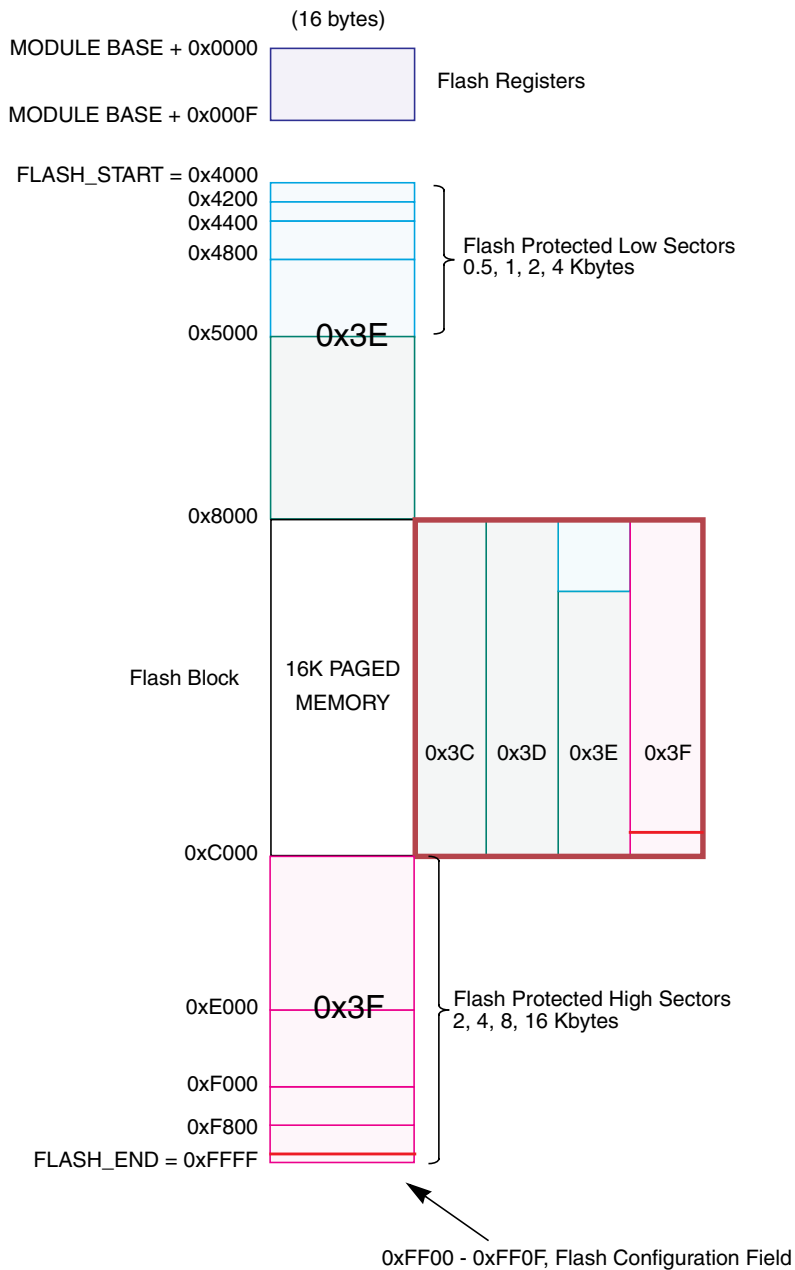 (16 bytes)
MODULE BASE + 0x0000
Flash Registers
MODULE BASE + 0x000F
FLASH_START = 0x4000
0x4200
0x4400
0x4800
Flash Protected Low Sectors
0.5, 1, 2, 4 Kbytes
0x5000
0x3E
0x8000
Flash Block
16K PAGED
MEMORY
0x3C
0x3D
0x3E
0x3F
0xC000
0xE000
0x3F
Flash Protected High Sectors
2, 4, 8, 16 Kbytes
0xF000
0xF800
FLASH_END = 0xFFFF
0xFF00 - 0xFF0F, Flash Configuration Field